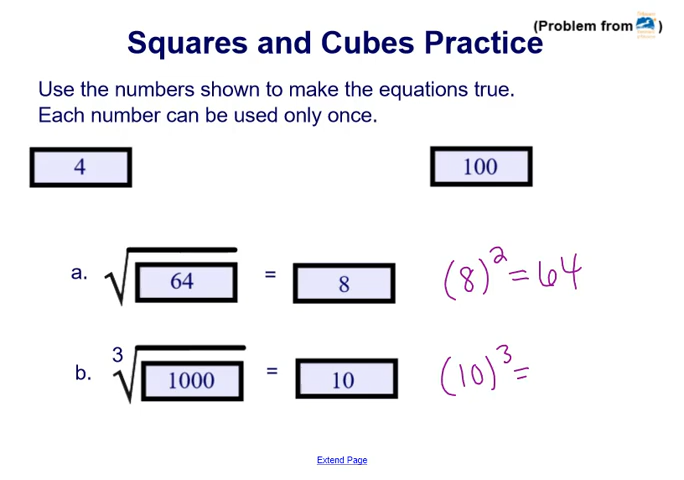 (Problem from )
Squares and Cubes Practice
Use the numbers shown to make the equations true.
Each number can be used only once.
4
100
a. √64 = 8 (8)² = 64
b. ³√1000 = 10 (10)³ =
Extend Page